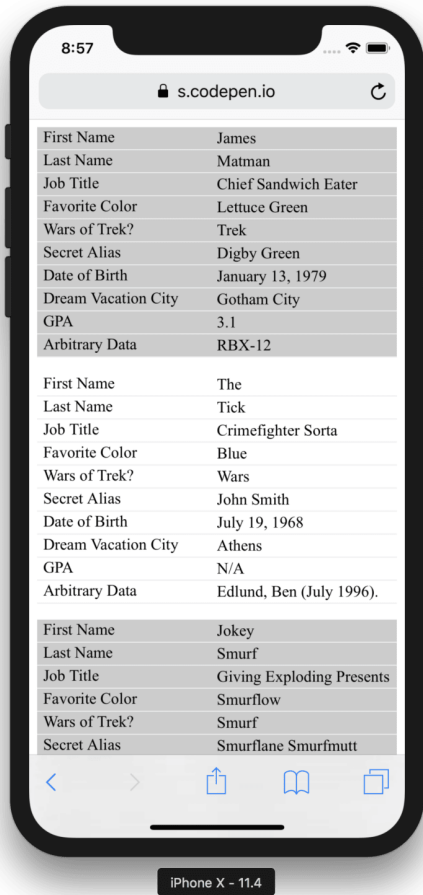 8:57
s.codepen.io
First Name James
Last Name Matman
Job Title Chief Sandwich Eater
Favorite Color Lettuce Green
Wars of Trek? Trek
Secret Alias Digby Green
Date of Birth January 13, 1979
Dream Vacation City Gotham City
GPA 3.1
Arbitrary Data RBX-12
First Name The
Last Name Tick
Job Title Crimefighter Sorta
Favorite Color Blue
Wars of Trek? Wars
Secret Alias John Smith
Date of Birth July 19, 1968
Dream Vacation City Athens
GPA N/A
Arbitrary Data Edlund, Ben (July 1996).
First Name Jokey
Last Name Smurf
Job Title Giving Exploding Presents
Favorite Color Smurflow
Wars of Trek? Smurf
Secret Alias Smurflane Smurfmutt
iPhone X - 11.4